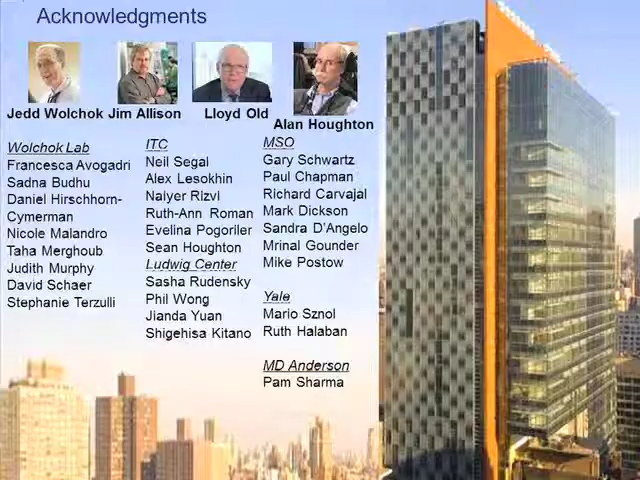 Acknowledgments
Jedd Wolchok Jim Allison Lloyd Old
Alan Houghton
Wolchok Lab
Francesca Avogadri
Sadna Budhu
Daniel Hirschhorn-
Cymerman
Nicole Malandro
Taha Merghoub
Judith Murphy
David Schaer
Stephanie Terzulli
ITC
Neil Segal
Alex Lesokhin
Naiyer Rizvi
Ruth-Ann Roman
Evelina Pogoriler
Sean Houghton
Ludwig Center
Sasha Rudensky
Phil Wong
Jianda Yuan
Shigehisa Kitano
MSO
Gary Schwartz
Paul Chapman
Richard Carvajal
Mark Dickson
Sandra D'Angelo
Mrinal Gounder
Mike Postow
Yale
Mario Sznol
Ruth Halaban
MD Anderson
Pam Sharma